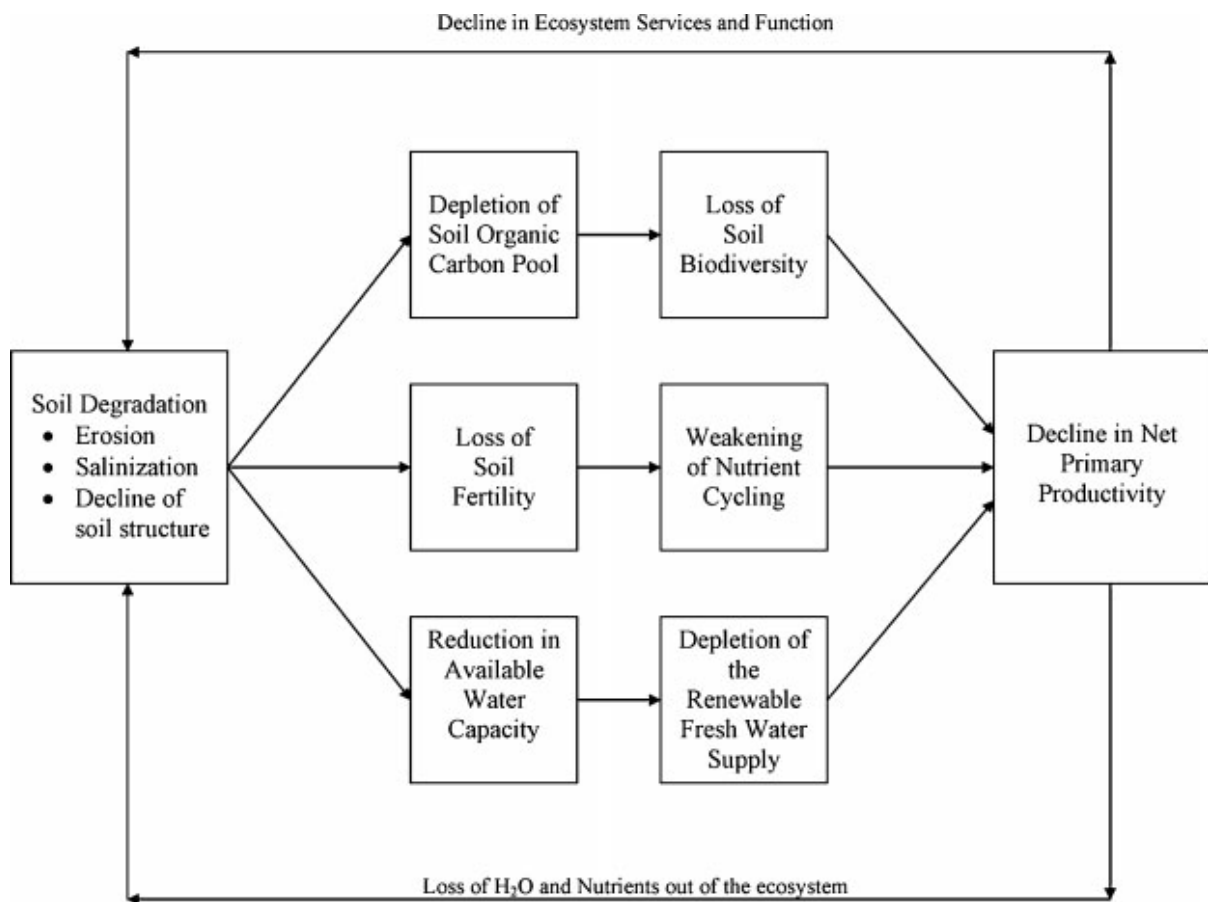 Decline in Ecosystem Services and Function
Depletion of
Soil Organic
Carbon Pool
Loss of
Soil
Biodiversity
Soil Degradation
• Erosion
• Salinization
• Decline of
soil structure
Loss of
Soil
Fertility
Weakening
of Nutrient
Cycling
Decline in Net
Primary
Productivity
Reduction in
Available
Water
Capacity
Depletion of
the
Renewable
Fresh Water
Supply
Loss of H₂O and Nutrients out of the ecosystem